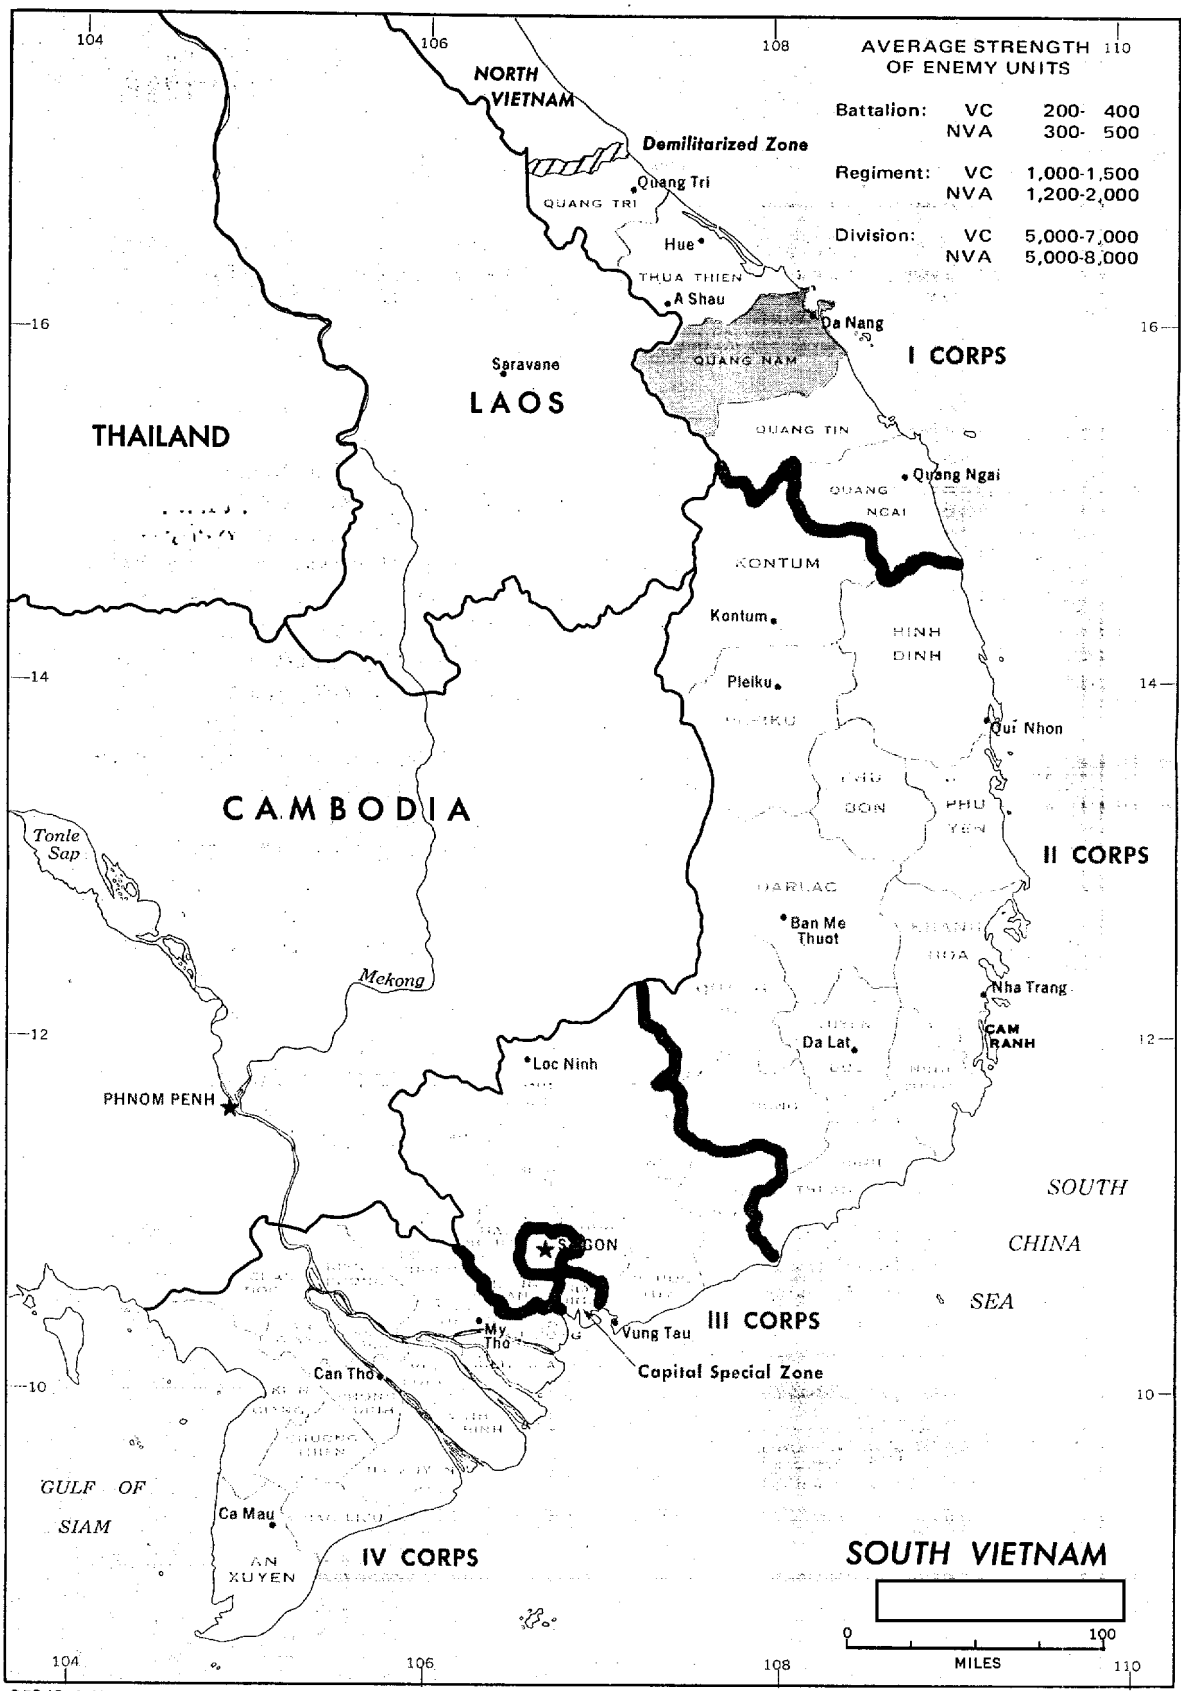 104
106
108
110
AVERAGE STRENGTH
OF ENEMY UNITS
Battalion: VC 200- 400
NVA 300- 500
Regiment: VC 1,000-1,500
NVA 1,200-2,000
Division: VC 5,000-7,000
NVA 5,000-8,000
NORTH
VIETNAM
Demilitarized Zone
Quang Tri
QUANG TRI
Hue
THUA THIEN
A Shau
16
Da Nang
16
QUANG NAM
I CORPS
Saravane
LAOS
THAILAND
QUANG TIN
Quang Ngai
QUANG
NGAI
KONTUM
Kontum
DINH
14
Pleiku
14
Qui Nhon
CAMBODIA
PHU
YEN
BON
Tonle
Sap
II CORPS
DARLAC
Ban Me
Thuot
Mekong
Nha Trang
12
CAM
RANH
12
Da Lat
Loc Ninh
PHNOM PENH
SOUTH
CHINA
SEA
SAIGON
III CORPS
My
Tho
Vung Tau
Capital Special Zone
Can Tho
10
10
GULF OF
SIAM
Ca Mau
AN
XUYEN
IV CORPS
SOUTH VIETNAM
0 100
MILES
104
106
108
110